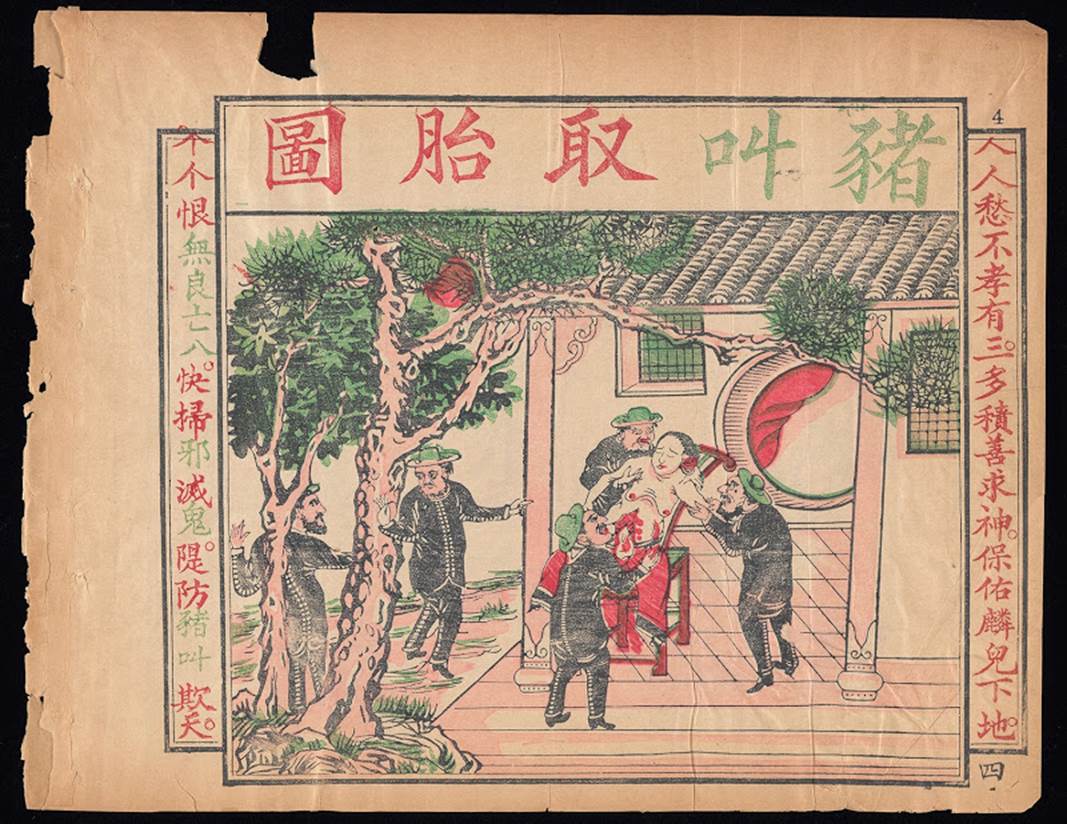 4
豬叫取胎圖
人人愁不孝有三。多積善求神。保佑麟兒下地。
四
个个恨無良亡八。快掃邪滅鬼。隄防豬叫欺天。